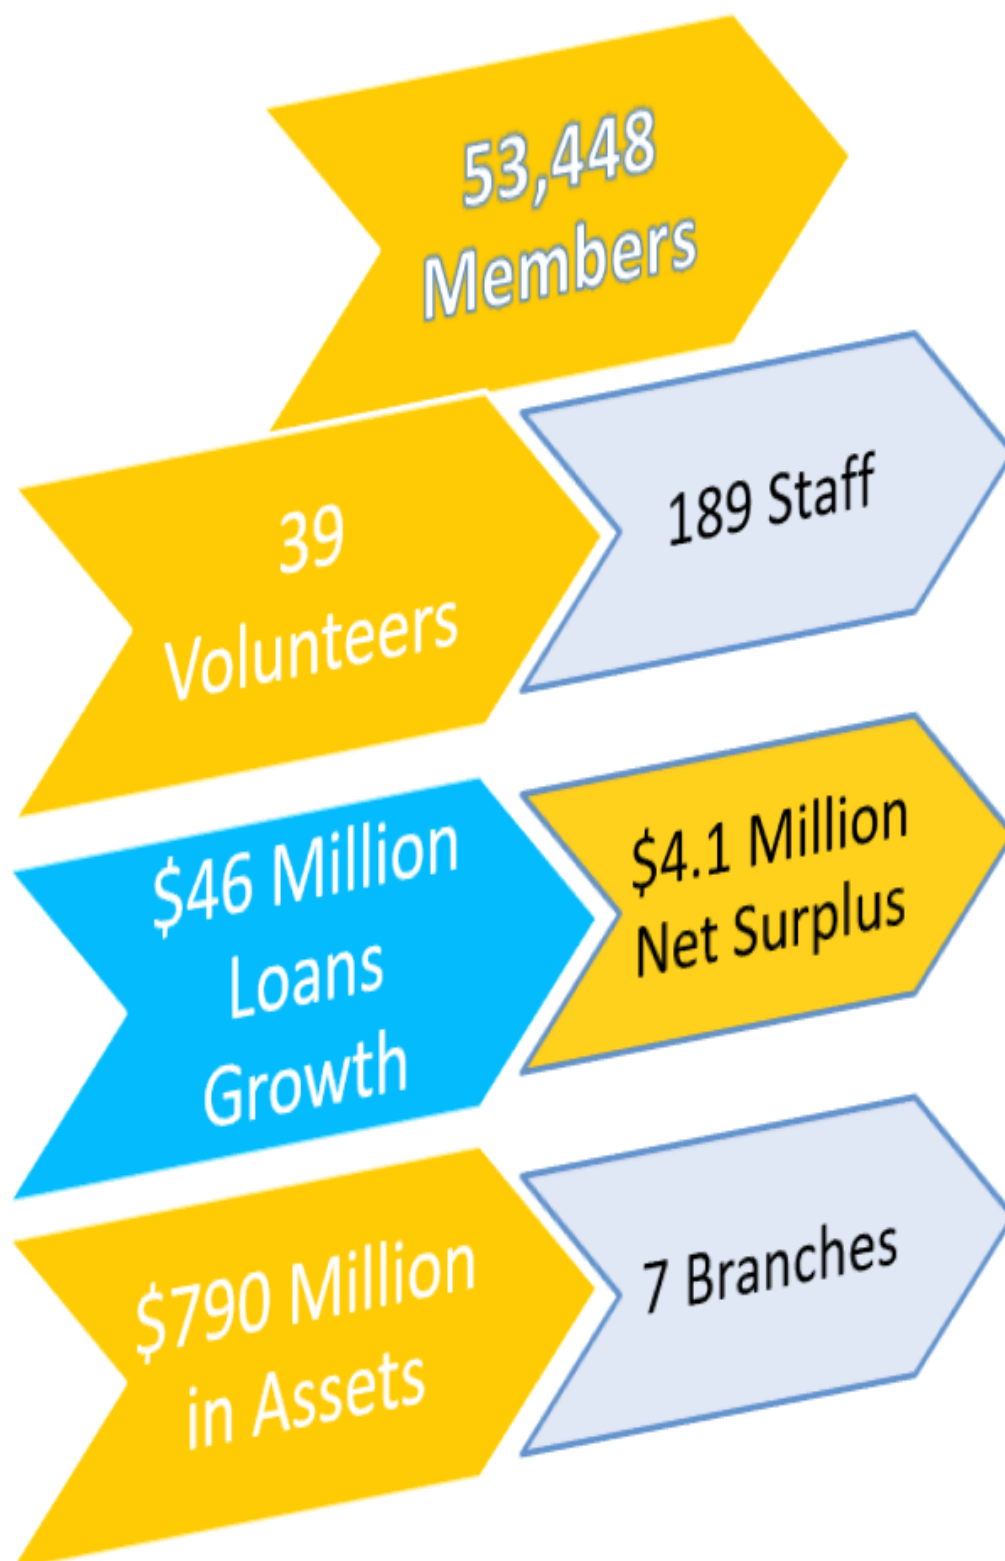 53,448
Members
39
Volunteers
189 Staff
$46 Million
Loans
Growth
$4.1 Million
Net Surplus
$790 Million
in Assets
7 Branches